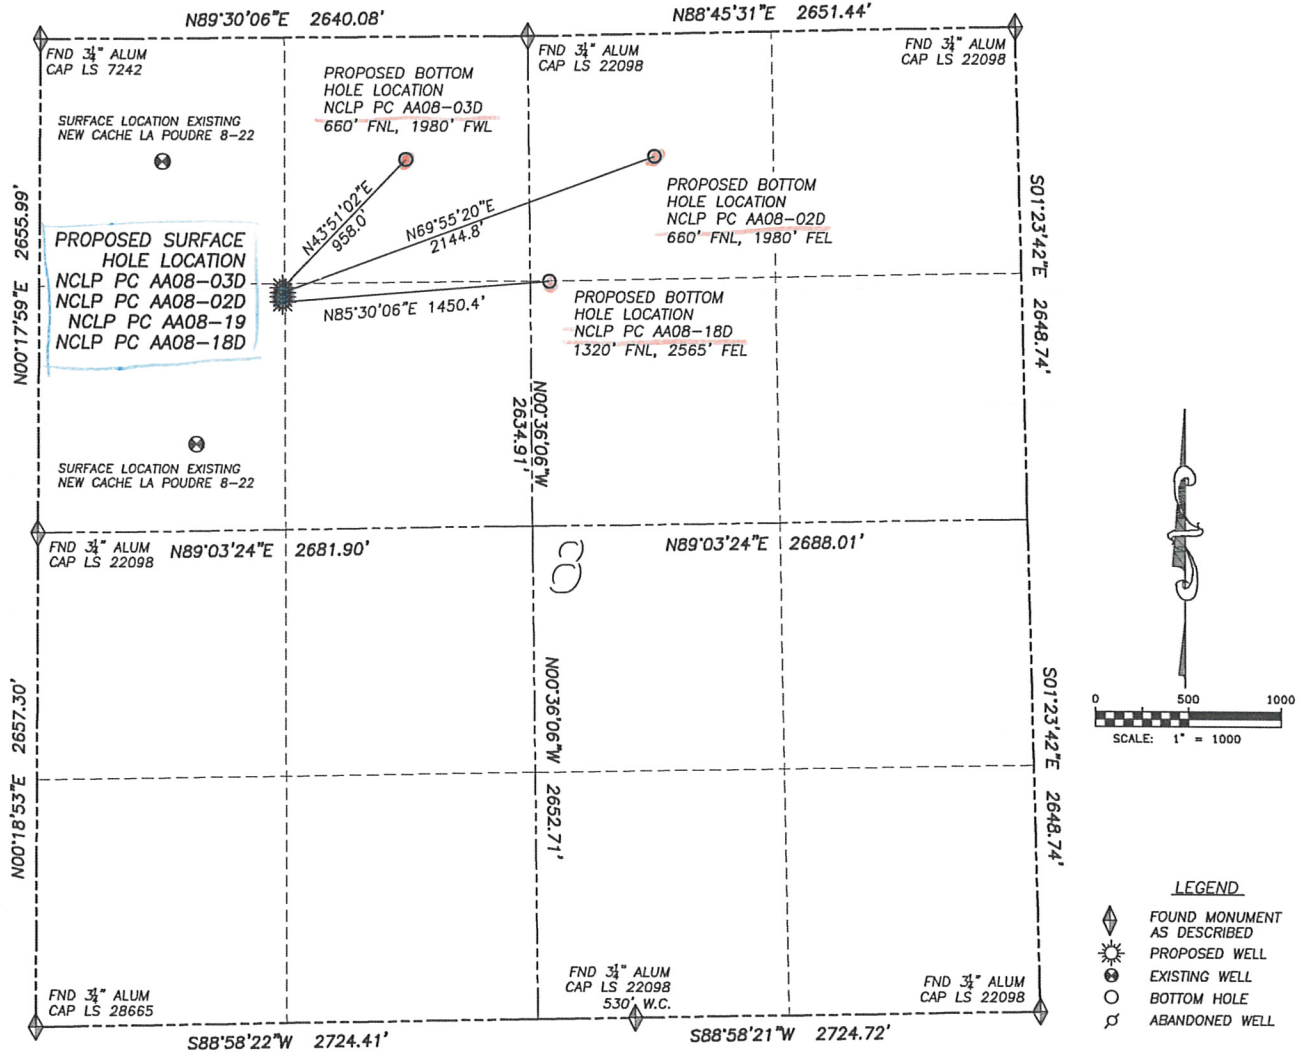 N89°30'06"E 2640.08'
N88°45'31"E 2651.44'
FND 3¼" ALUM
CAP LS 7242
FND 3¼" ALUM
CAP LS 22098
FND 3¼" ALUM
CAP LS 22098
PROPOSED BOTTOM
HOLE LOCATION
NCLP PC AA08-03D
660' FNL, 1980' FWL
SURFACE LOCATION EXISTING
NEW CACHE LA POUDRE 8-22
N43°51'02"E
958.0'
N69°55'20"E
2144.8'
PROPOSED BOTTOM
HOLE LOCATION
NCLP PC AA08-02D
660' FNL, 1980' FEL
N00°17'59"E 2655.99'
S01°23'42"E 2648.74'
PROPOSED SURFACE
HOLE LOCATION
NCLP PC AA08-03D
NCLP PC AA08-02D
NCLP PC AA08-19
NCLP PC AA08-18D
N85°30'06"E 1450.4'
PROPOSED BOTTOM
HOLE LOCATION
NCLP PC AA08-18D
1320' FNL, 2565' FEL
N00°36'06"W
2634.91'
SURFACE LOCATION EXISTING
NEW CACHE LA POUDRE 8-22
FND 3¼" ALUM
CAP LS 22098
N89°03'24"E 2681.90'
N89°03'24"E 2688.01'
8
N00°18'53"E 2657.30'
N00°36'06"W 2652.71'
S01°23'42"E 2648.74'
0 500 1000
SCALE: 1" = 1000
LEGEND
FOUND MONUMENT
AS DESCRIBED
PROPOSED WELL
EXISTING WELL
BOTTOM HOLE
ABANDONED WELL
FND 3¼" ALUM
CAP LS 28665
FND 3¼" ALUM
CAP LS 22098
530' W.C.
FND 3¼" ALUM
CAP LS 22098
S88°58'22"W 2724.41'
S88°58'21"W 2724.72'